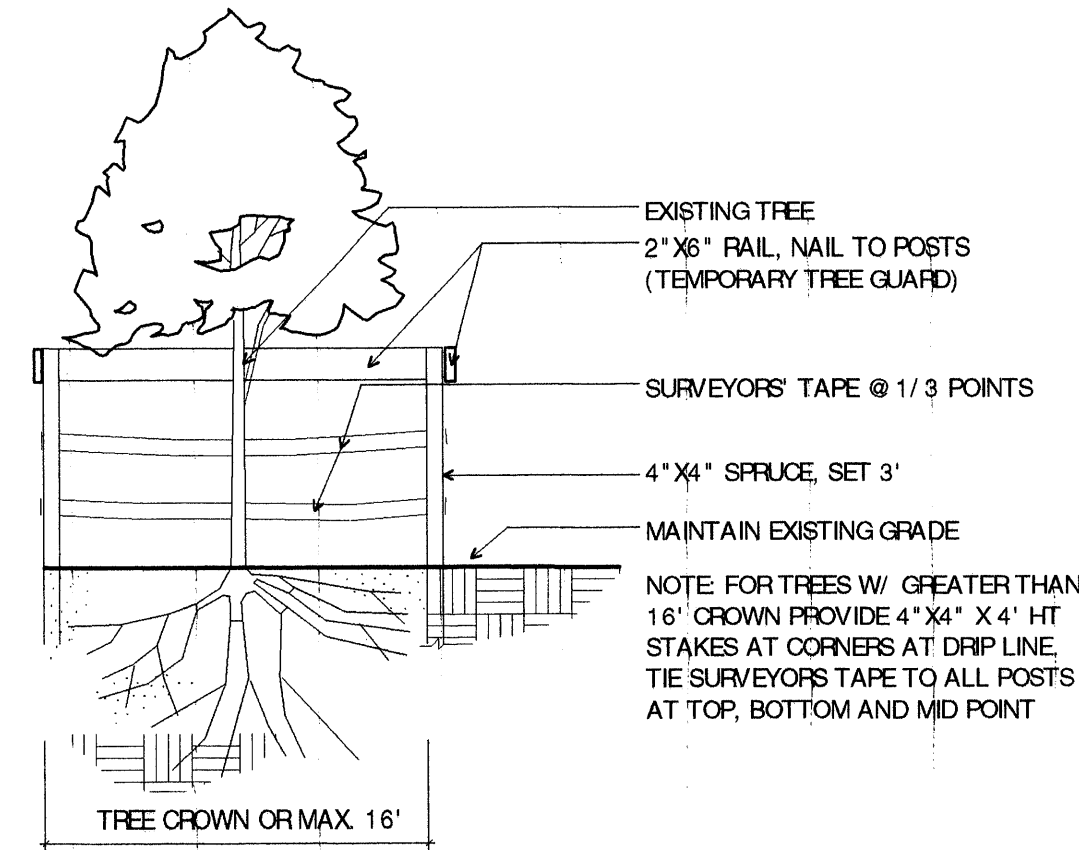 EXISTING TREE
2"X6" RAIL, NAIL TO POSTS
(TEMPORARY TREE GUARD)
SURVEYORS' TAPE @ 1/3 POINTS
4"X4" SPRUCE, SET 3'
MAINTAIN EXISTING GRADE
NOTE: FOR TREES W/ GREATER THAN
16' CROWN PROVIDE 4"X4" X 4' HT
STAKES AT CORNERS AT DRIP LINE,
TIE SURVEYORS TAPE TO ALL POSTS
AT TOP, BOTTOM AND MID POINT
TREE CROWN OR MAX. 16'